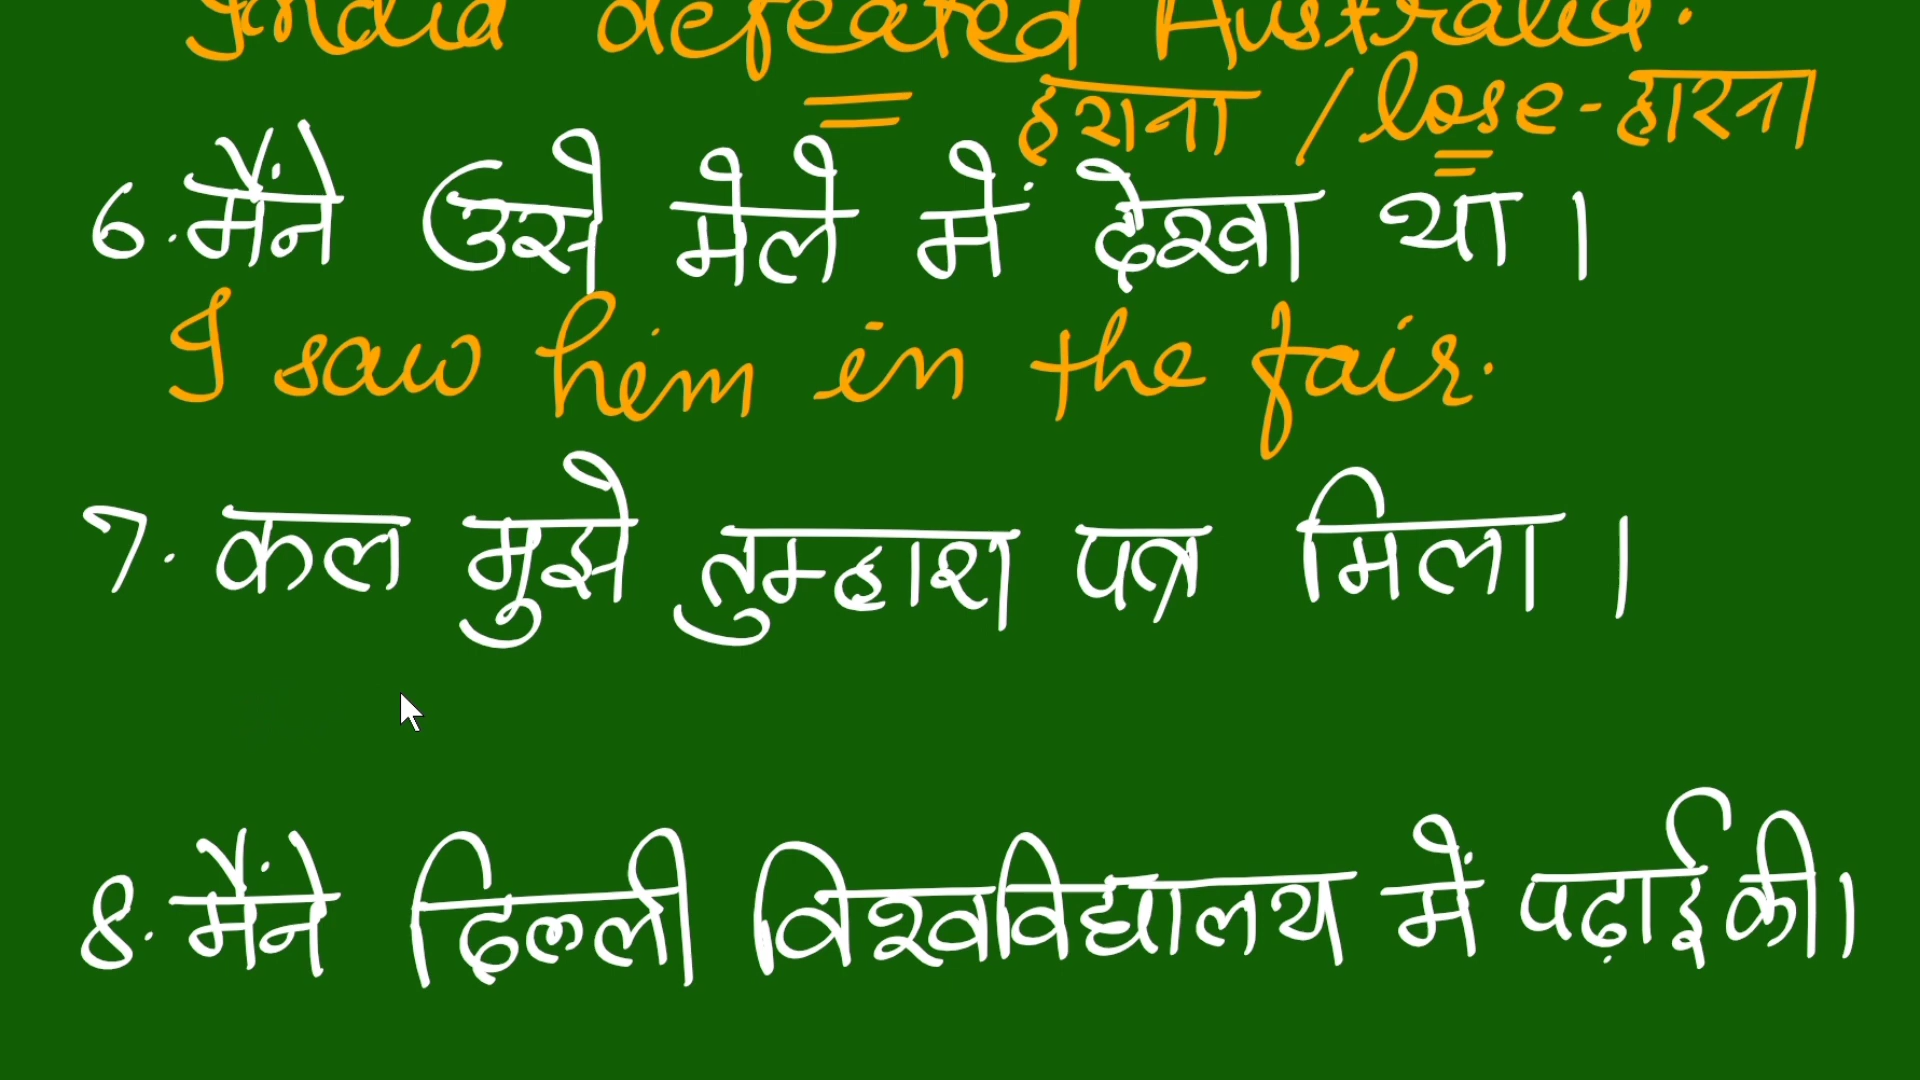 India defeated Australia.
हराना / lose - हारना
6. मैंने उसे मेले में देखा था ।
I saw him in the fair.
7. कल मुझे तुम्हारा पत्र मिला ।
8. मैंने दिल्ली विश्वविद्यालय में पढ़ाई की।